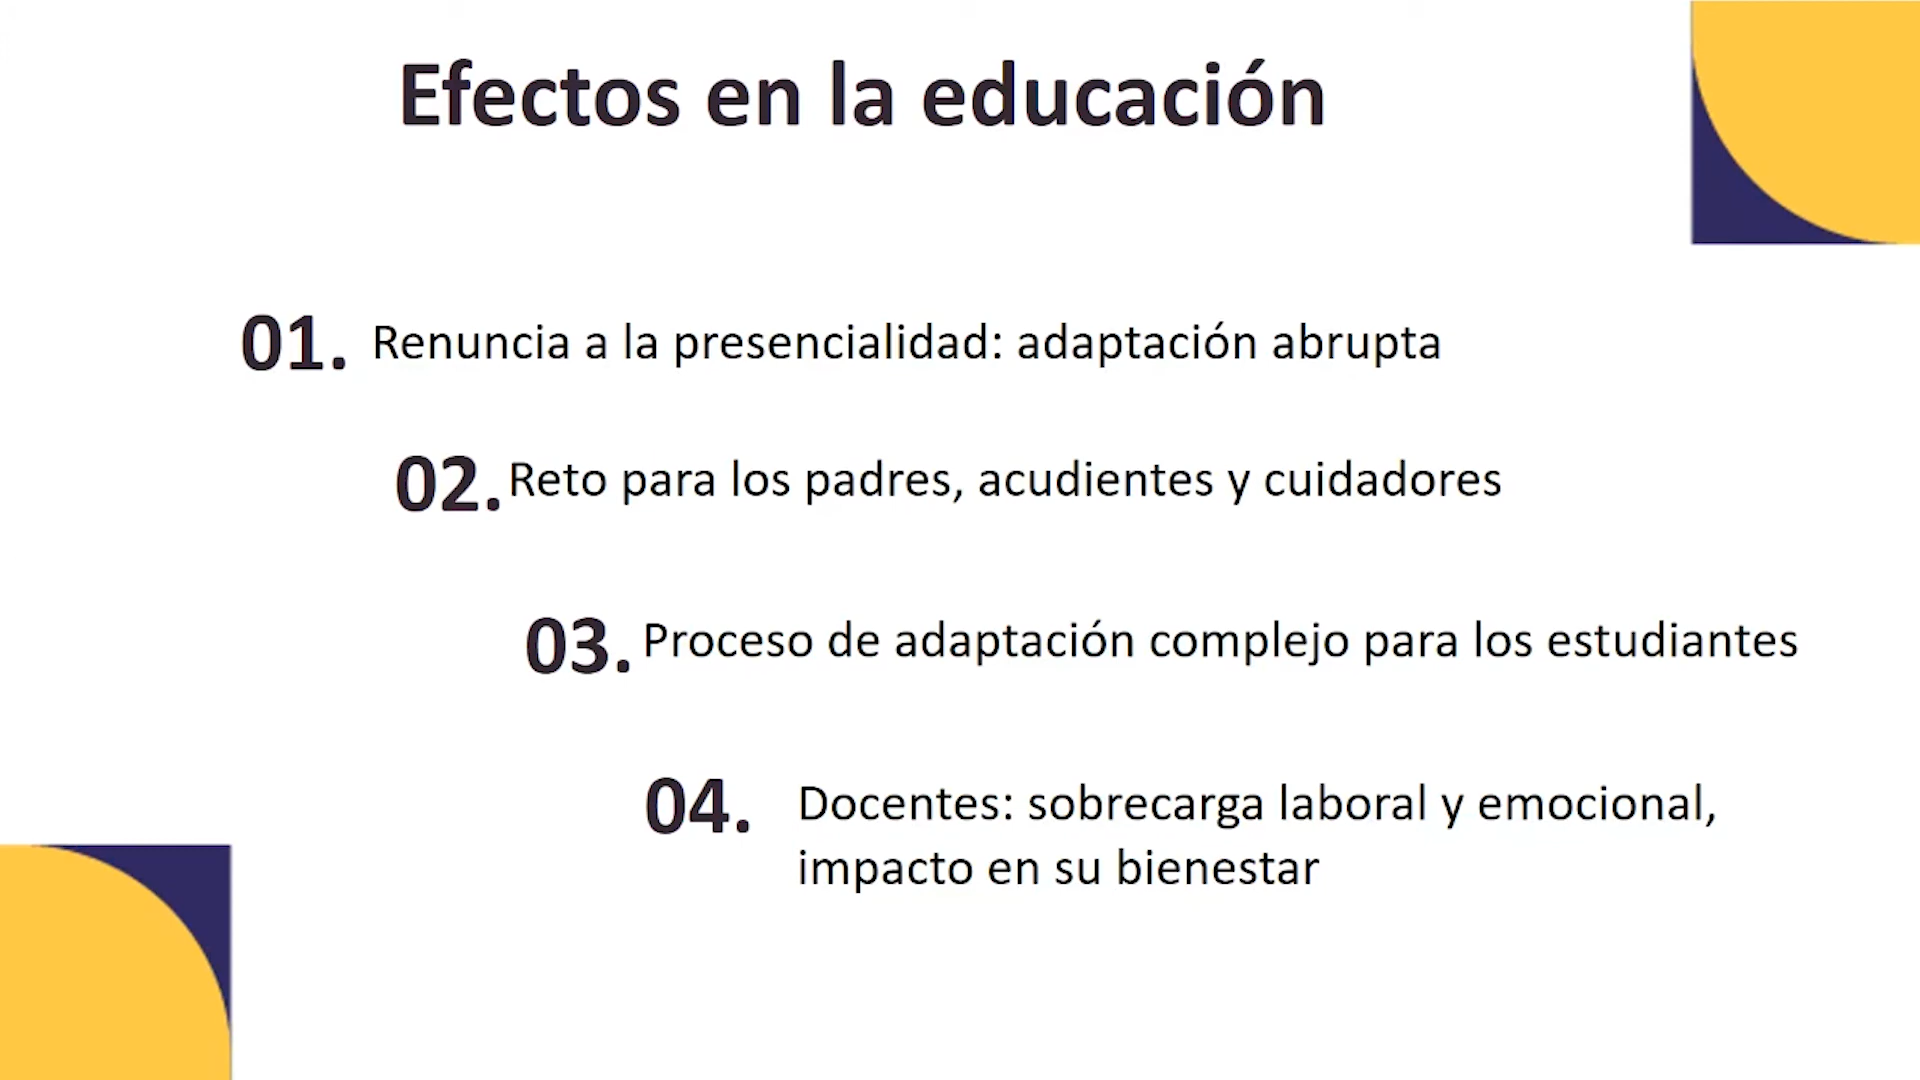 Efectos en la educación
01. Renuncia a la presencialidad: adaptación abrupta
02. Reto para los padres, acudientes y cuidadores
03. Proceso de adaptación complejo para los estudiantes
04. Docentes: sobrecarga laboral y emocional,
impacto en su bienestar